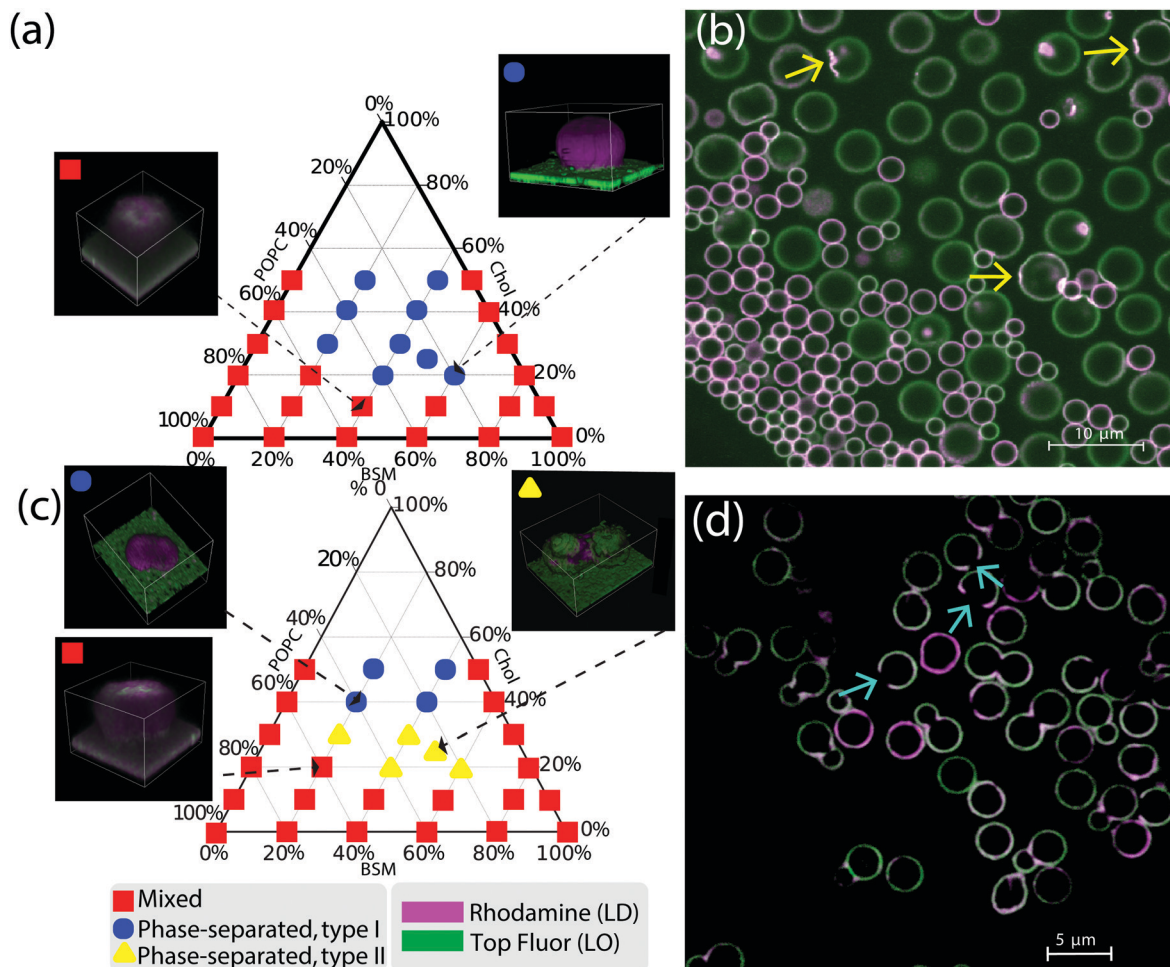 (a)
0%
100%
20%
80%
40%
60%
POPC
Chol
60%
40%
80%
20%
100%
0%
0%
20%
40%
60%
80%
100%
BSM
(b)
10 μm
(c)
% 0
100%
20%
80%
40%
60%
POPC
Chol
60%
40%
80%
20%
100%
0%
0%
20%
40%
60%
80%
100%
BSM
(d)
5 μm
Mixed
Phase-separated, type I
Phase-separated, type II
Rhodamine (LD)
Top Fluor (LO)